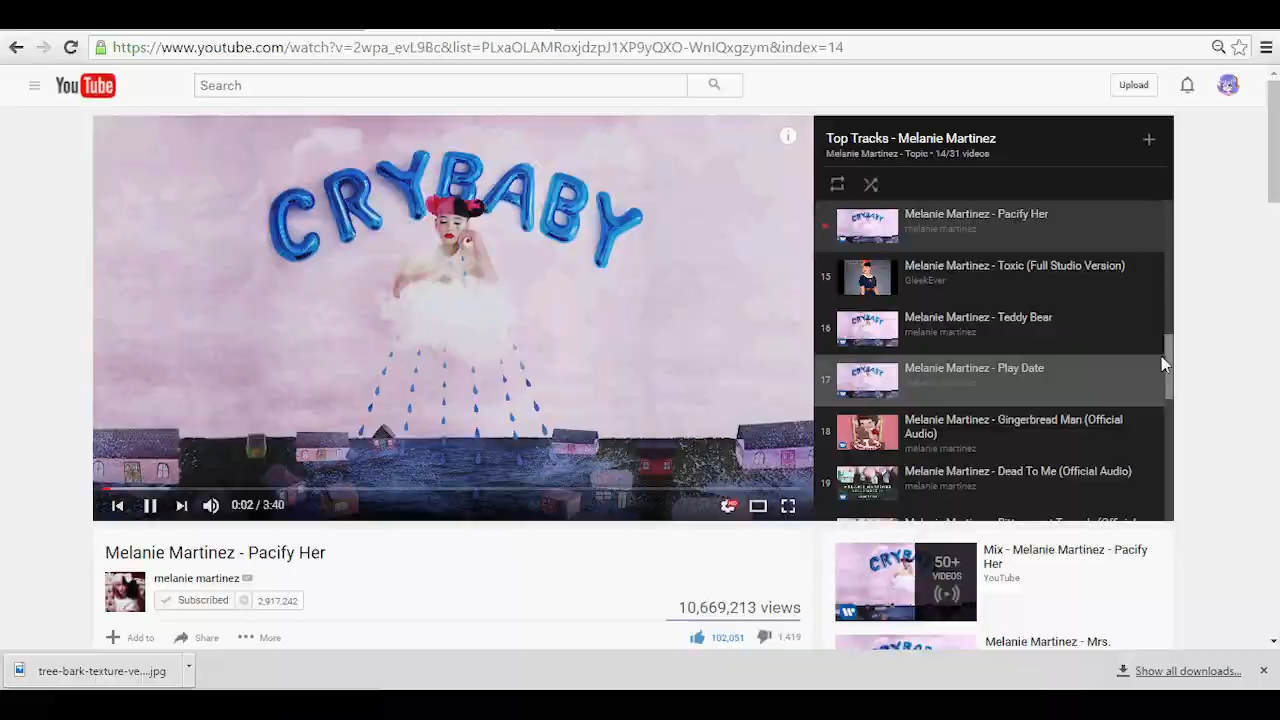 https://www.youtube.com/watch?v=2wpa_evL9Bc&list=PLxaOLAMRoxjdzpJ1XP9yQXO-WnIQxgzym&index=14
YouTube
Search
Upload
CRYBABY
Top Tracks - Melanie Martinez
Melanie Martinez - Topic • 14/31 videos
Melanie Martinez - Pacify Her
melanie martinez
15
Melanie Martinez - Toxic (Full Studio Version)
GleekEver
16
Melanie Martinez - Teddy Bear
melanie martinez
17
Melanie Martinez - Play Date
melanie martinez
18
Melanie Martinez - Gingerbread Man (Official
Audio)
melanie martinez
19
Melanie Martinez - Dead To Me (Official Audio)
melanie martinez
0:02 / 3:40
HD
Melanie Martinez - Pacify Her
melanie martinez
Subscribed
2,917,242
10,669,213 views
Add to
Share
More
102,051
1,419
50+
VIDEOS
Mix - Melanie Martinez - Pacify
Her
YouTube
Melanie Martinez - Mrs.
tree-bark-texture-ve....jpg
Show all downloads...